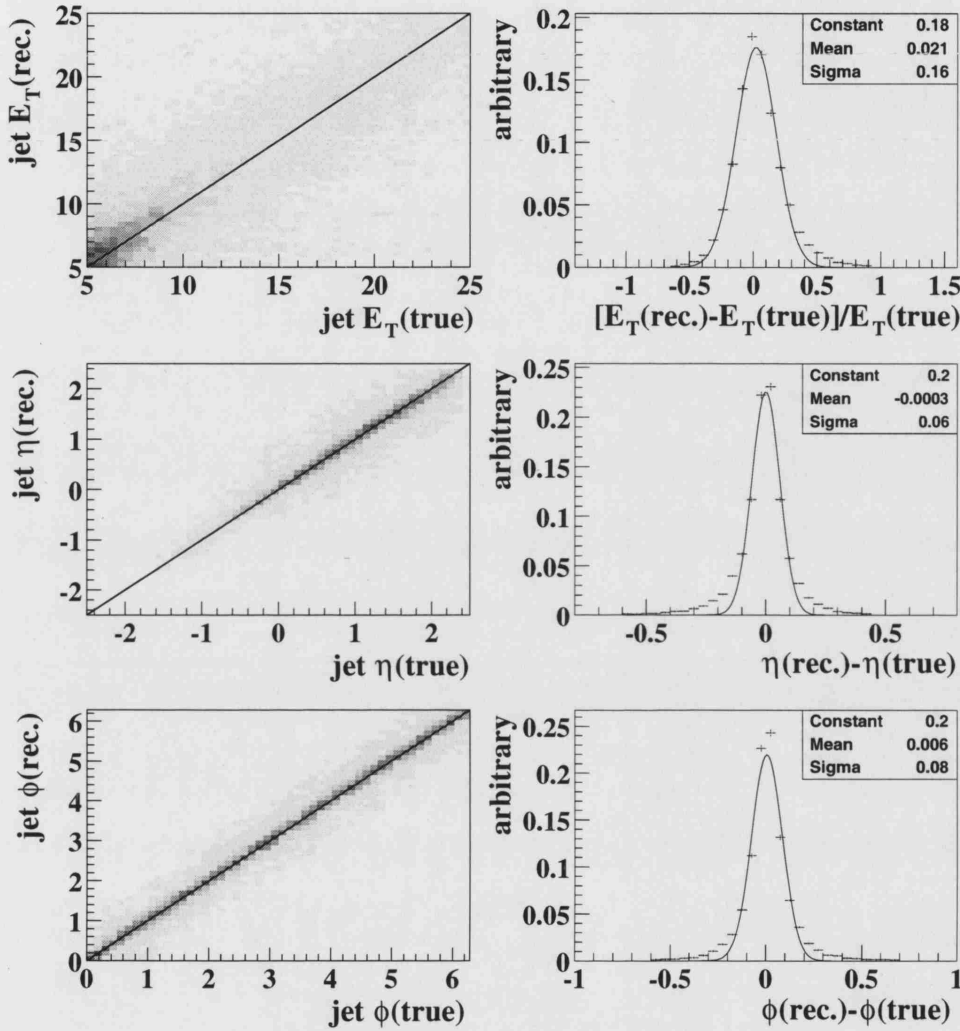 jet E_T(rec.)
25
20
15
10
5
5 10 15 20 25
jet E_T(true)
arbitrary
0.2
0.15
0.1
0.05
0
-1 -0.5 0 0.5 1 1.5
[E_T(rec.)-E_T(true)]/E_T(true)
Constant 0.18
Mean 0.021
Sigma 0.16
jet η(rec.)
2
1
0
-1
-2
-2 -1 0 1 2
jet η(true)
arbitrary
0.25
0.2
0.15
0.1
0.05
0
-0.5 0 0.5
η(rec.)-η(true)
Constant 0.2
Mean -0.0003
Sigma 0.06
jet ϕ(rec.)
6
5
4
3
2
1
0
0 1 2 3 4 5 6
jet ϕ(true)
arbitrary
0.25
0.2
0.15
0.1
0.05
0
-1 -0.5 0 0.5 1
ϕ(rec.)-ϕ(true)
Constant 0.2
Mean 0.006
Sigma 0.08